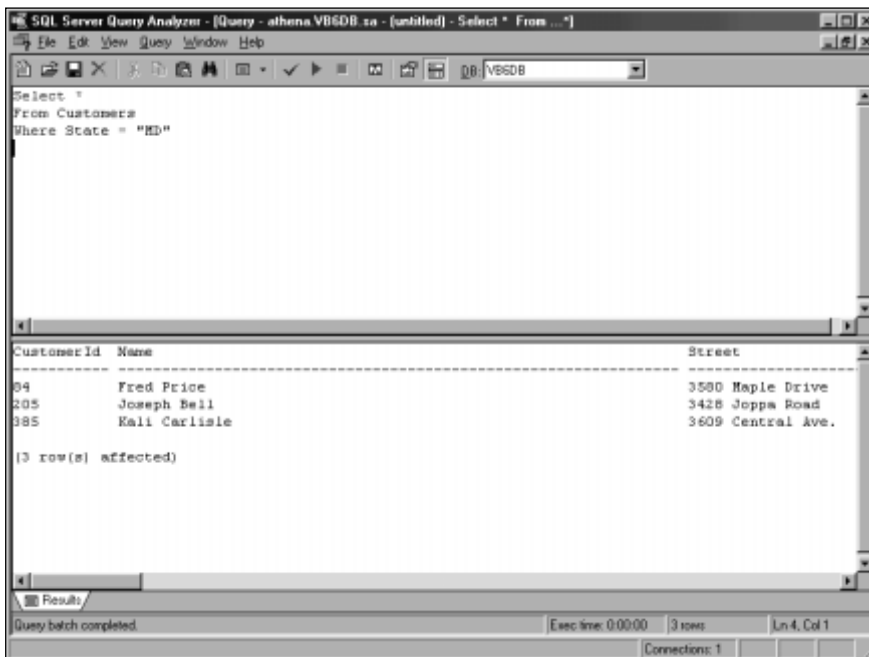 SQL Server Query Analyzer - [Query - athena.VB6DB.sa - (untitled) - Select * From ...*]
File Edit View Query Window Help
DB: VB6DB
Select *
From Customers
Where State = "MD"
CustomerId Name Street
----------- -------------------------------------------------------------- --------------------
84 Fred Price 3580 Maple Drive
205 Joseph Bell 3428 Joppa Road
385 Kali Carlisle 3609 Central Ave.
(3 row(s) affected)
Results
Query batch completed. Exec time: 0:00:00 3 rows Ln 4, Col 1
Connections: 1